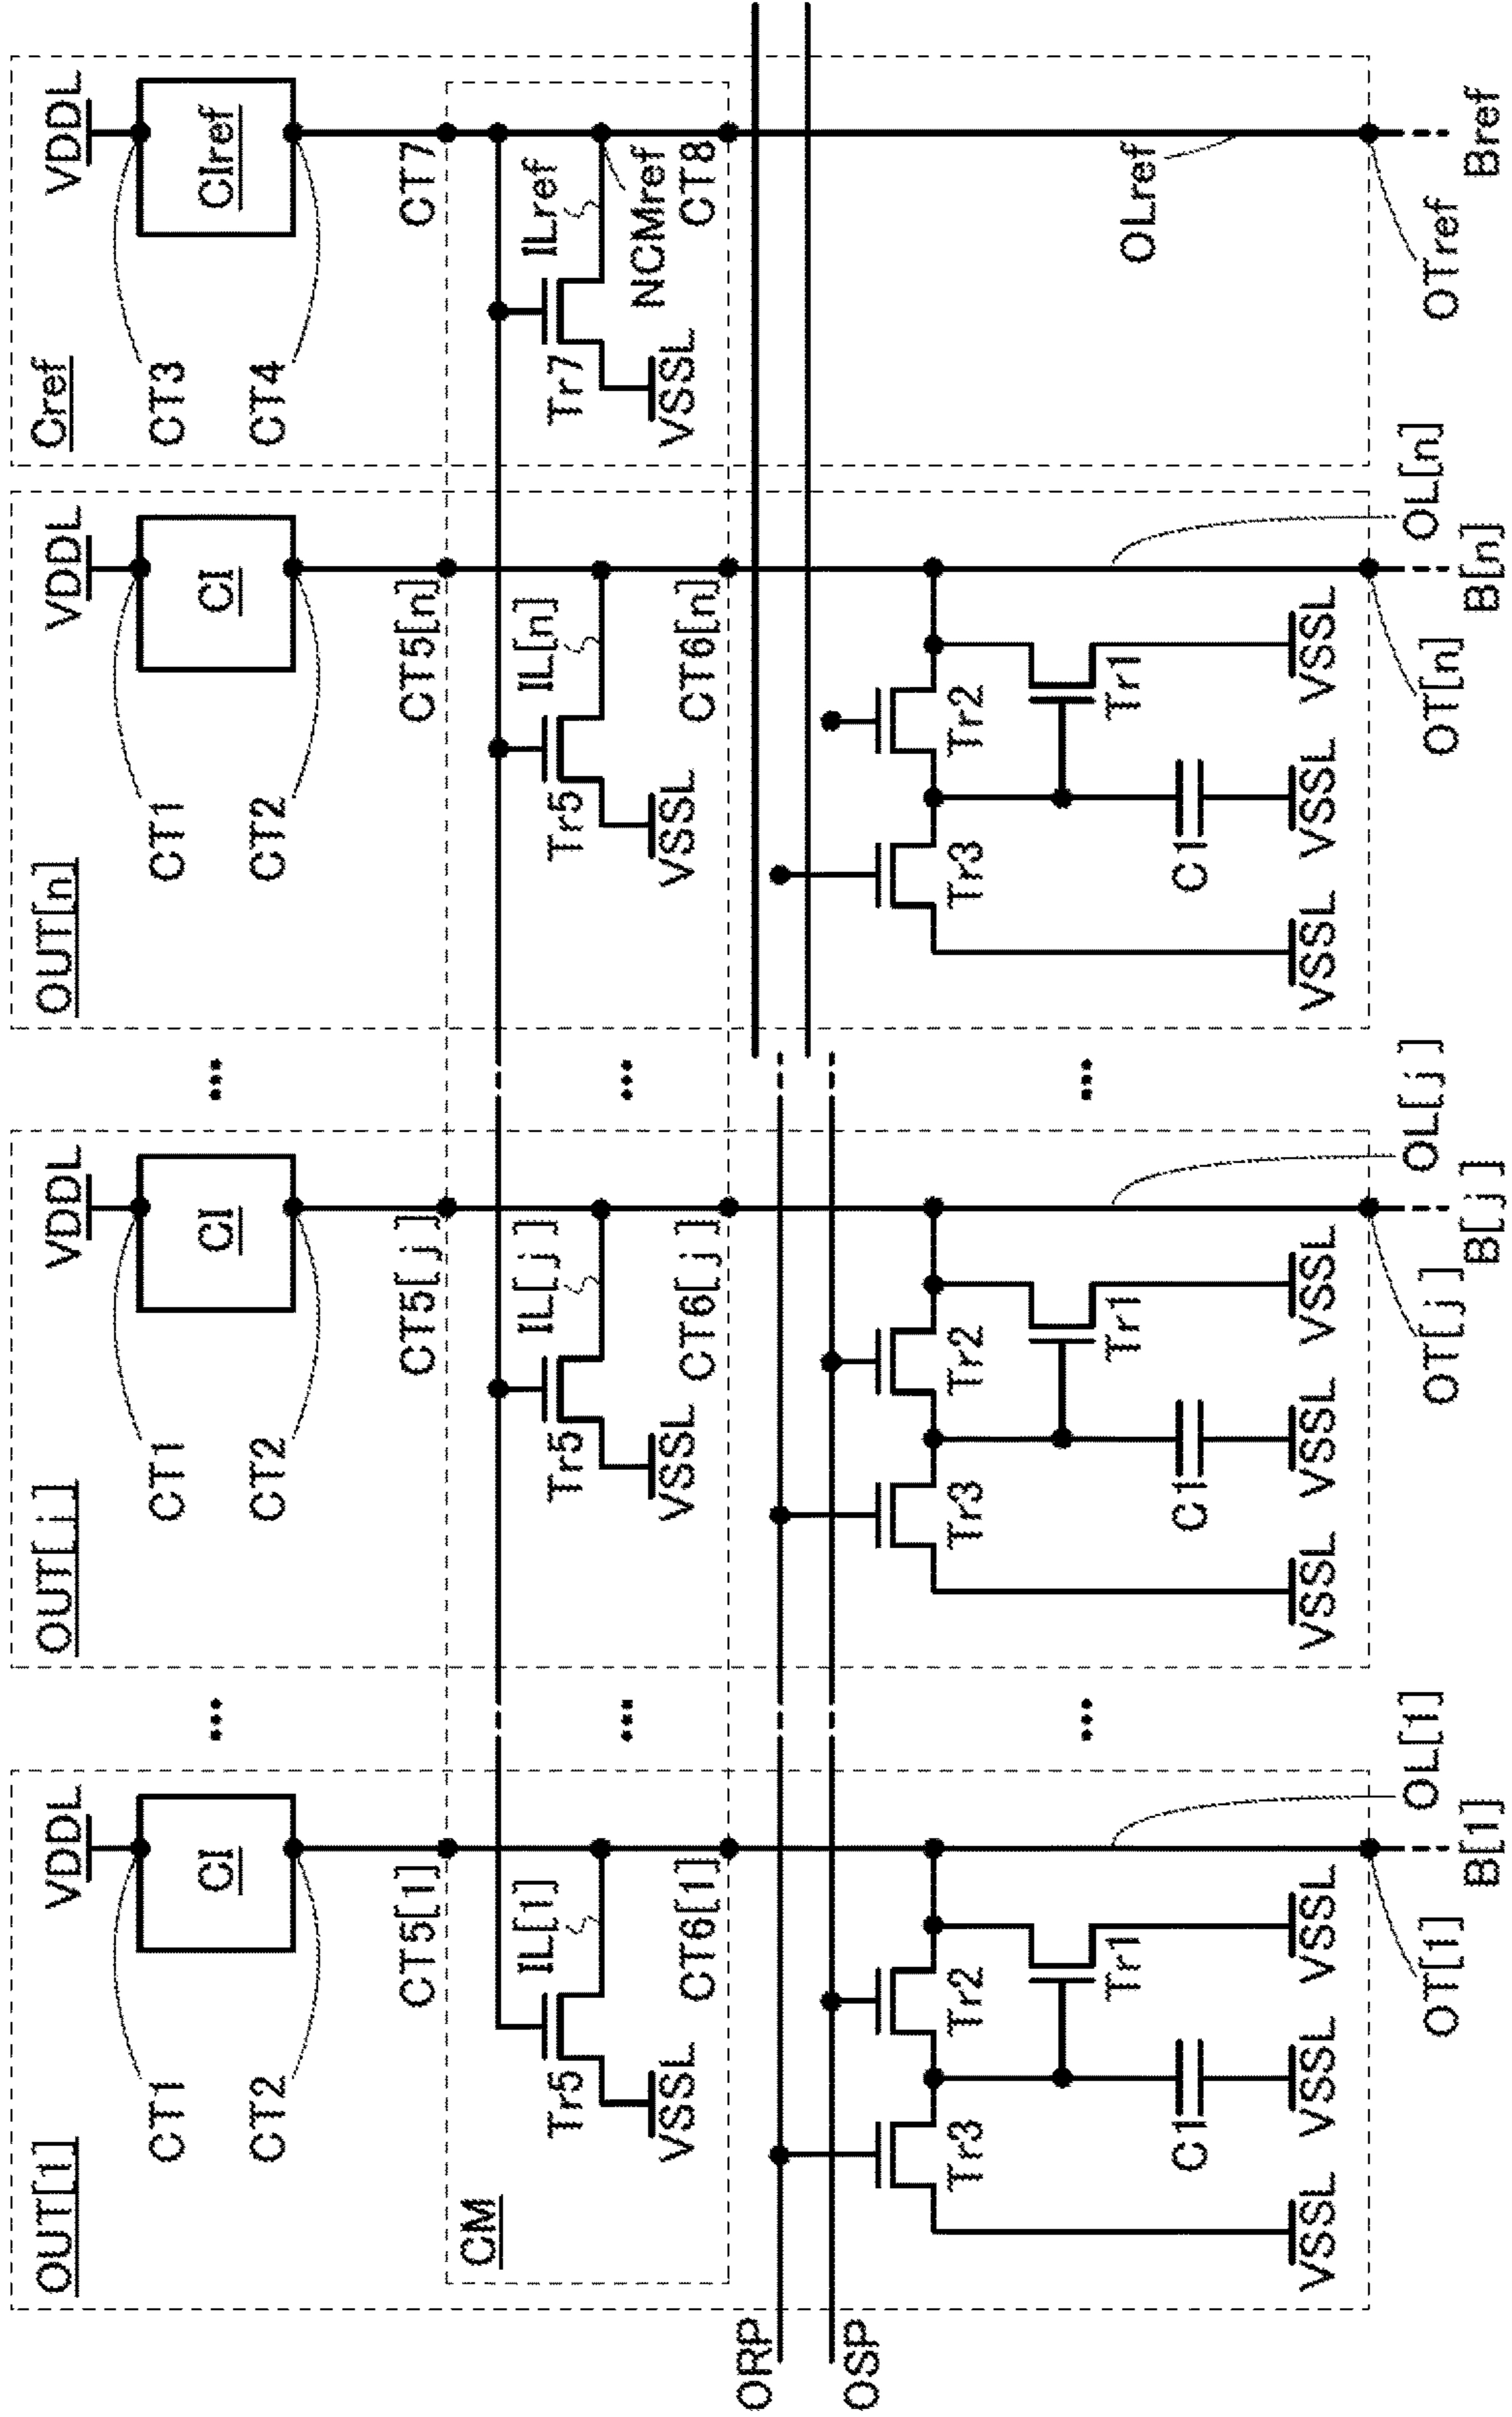 OUT[1]
VDDL
CI
CT1
CT2
CT5[1]
IL[1]
Tr5
VSSL
CT6[1]
CM
ORP
OSP
Tr3
Tr2
Tr1
C1
VSSL
VSSL
VSSL
OL[1]
OT[1]
B[1]
...
...
...
OUT[j]
VDDL
CI
CT1
CT2
CT5[j]
IL[j]
Tr5
VSSL
CT6[j]
Tr3
Tr2
Tr1
C1
VSSL
VSSL
VSSL
OL[j]
OT[j]
B[j]
...
...
...
OUT[n]
VDDL
CI
CT1
CT2
CT5[n]
IL[n]
Tr5
VSSL
CT6[n]
Tr3
Tr2
Tr1
C1
VSSL
VSSL
VSSL
OL[n]
OT[n]
B[n]
Cref
VDDL
CIref
CT3
CT4
CT7
ILref
Tr7
NCMref
VSSL
CT8
OLref
OTref
Bref